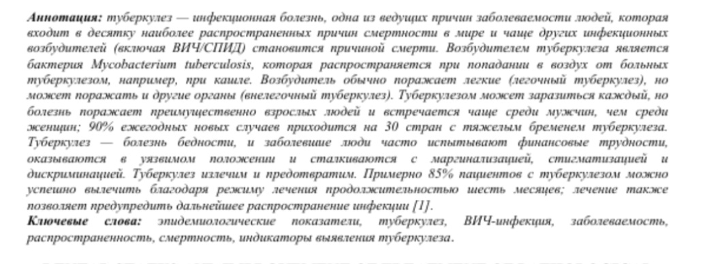 Аннотация: туберкулез — инфекционная болезнь, одна из ведущих причин заболеваемости людей, которая
входит в десятку наиболее распространенных причин смертности в мире и чаще других инфекционных
возбудителей (включая ВИЧ/СПИД) становится причиной смерти. Возбудителем туберкулеза является
бактерия Mycobacterium tuberculosis, которая распространяется при попадании в воздух от больных
туберкулезом, например, при кашле. Возбудитель обычно поражает легкие (легочный туберкулез), но
может поражать и другие органы (внелегочный туберкулез). Туберкулезом может заразиться каждый, но
болезнь поражает преимущественно взрослых людей и встречается чаще среди мужчин, чем среди
женщин; 90% ежегодных новых случаев приходится на 30 стран с тяжелым бременем туберкулеза.
Туберкулез — болезнь бедности, и заболевшие люди часто испытывают финансовые трудности,
оказываются в уязвимом положении и сталкиваются с маргинализацией, стигматизацией и
дискриминацией. Туберкулез излечим и предотвратим. Примерно 85% пациентов с туберкулезом можно
успешно вылечить благодаря режиму лечения продолжительностью шесть месяцев; лечение также
позволяет предупредить дальнейшее распространение инфекции [1].
Ключевые слова: эпидемиологические показатели, туберкулез, ВИЧ-инфекция, заболеваемость,
распространенность, смертность, индикаторы выявления туберкулеза.